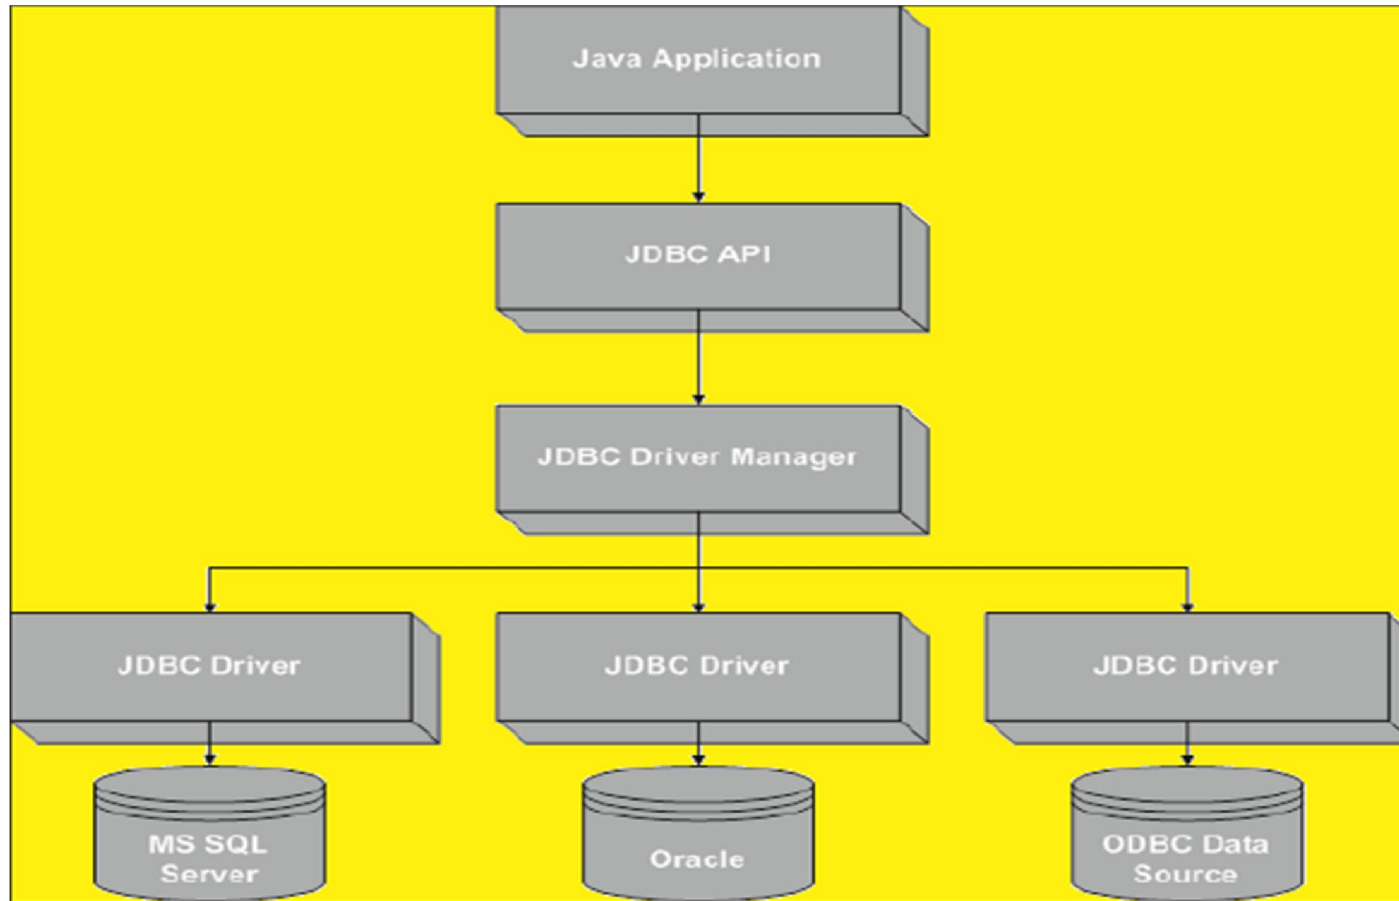 Java Application
JDBC API
JDBC Driver Manager
JDBC Driver
JDBC Driver
JDBC Driver
MS SQL
Server
Oracle
ODBC Data
Source